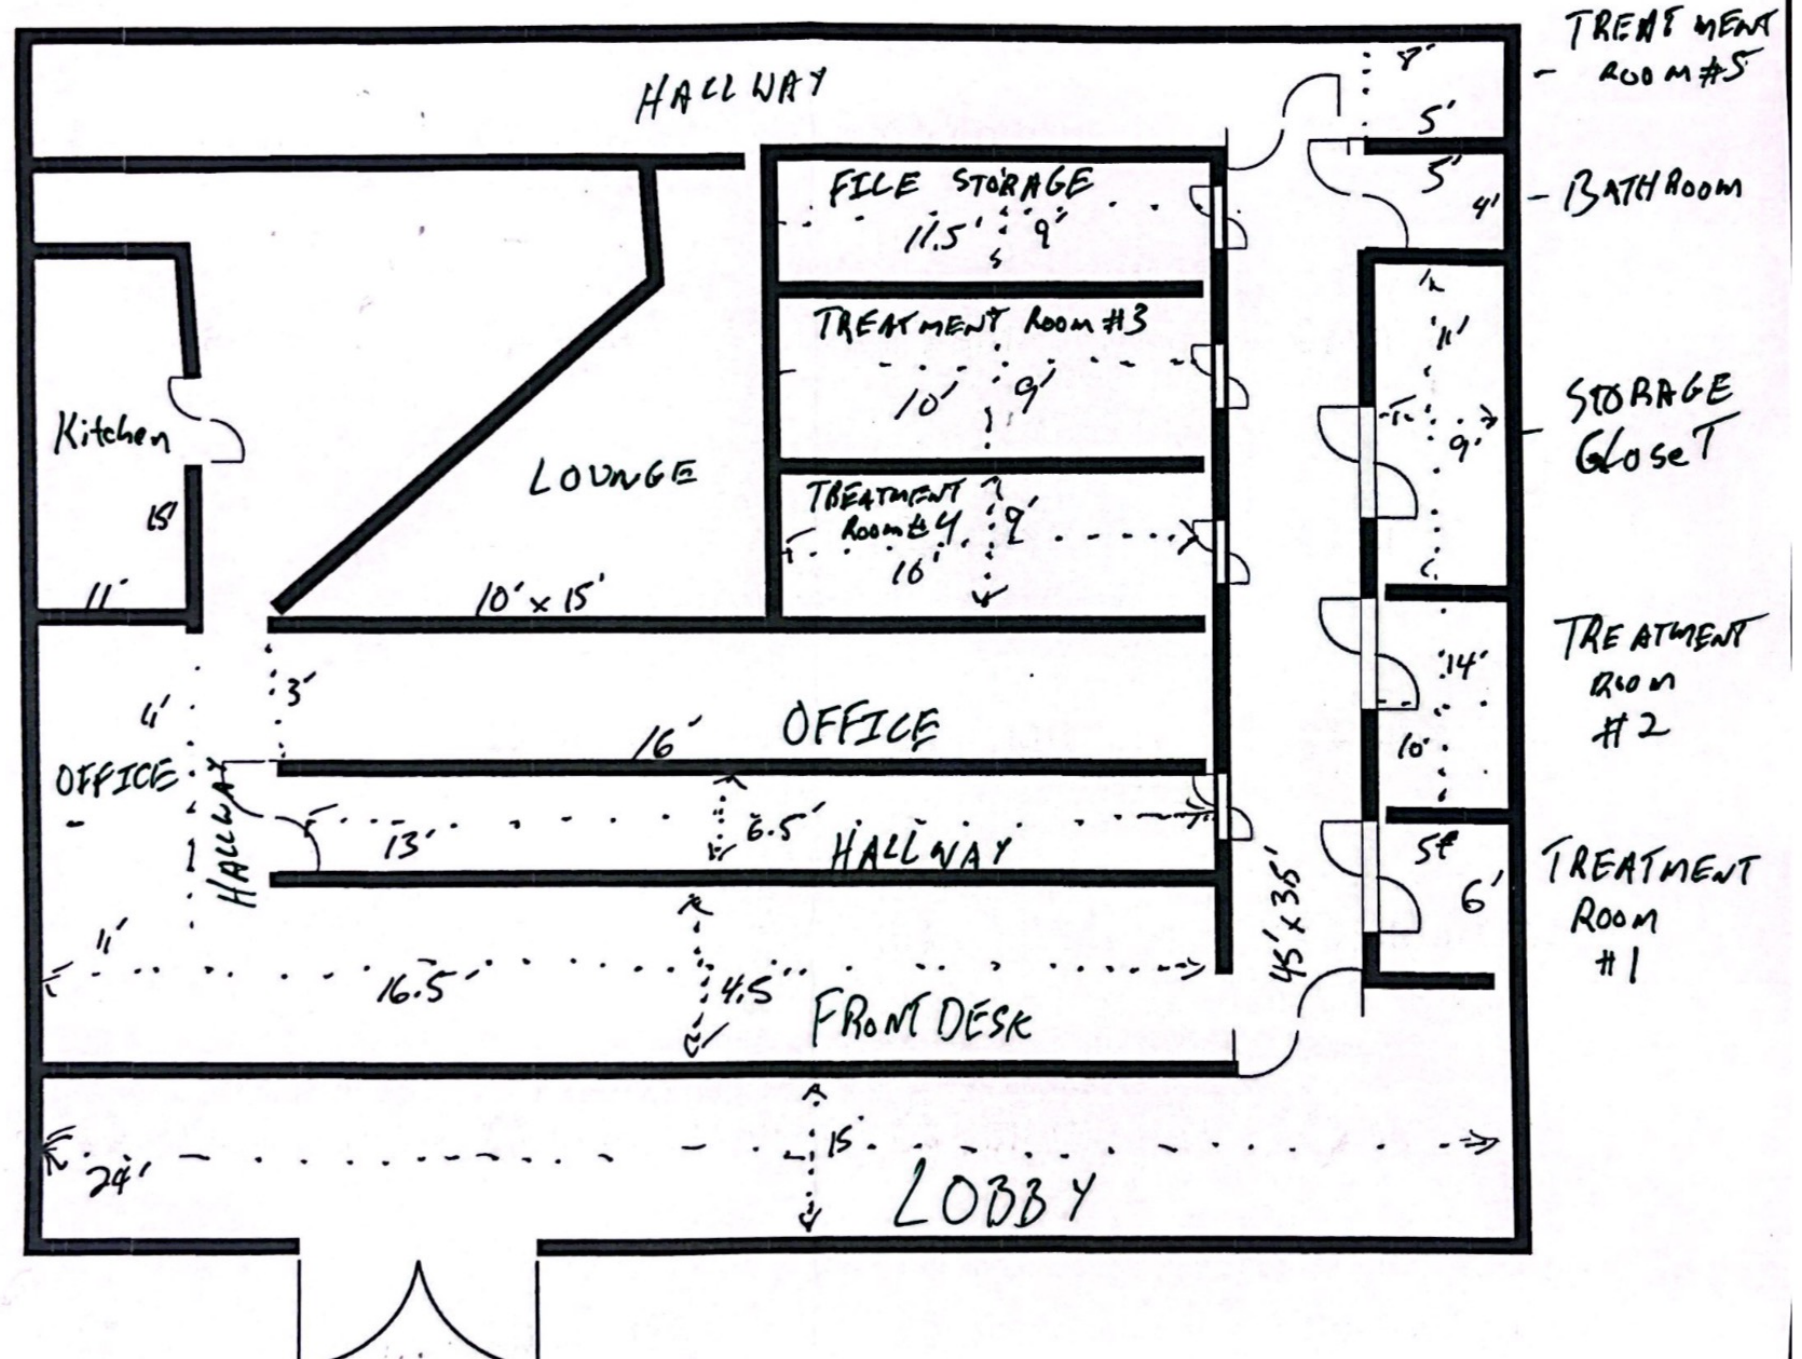 TREATMENT
ROOM #5
8'
5'
HALLWAY
BATHROOM
5'
4'
FILE STORAGE
11.5' 9'
TREATMENT ROOM #3
10' 9'
11'
9'
STORAGE
CLOSET
Kitchen
15'
11'
LOUNGE
10' x 15'
TREATMENT
ROOM #4 9'
10'
TREATMENT
ROOM
#2
14'
10'
3'
4'
16' OFFICE
OFFICE
HALLWAY
13' 6.5'
HALLWAY
45' x 35'
5'
6'
TREATMENT
ROOM
#1
11'
16.5' 4.5'
FRONT DESK
24'
15'
LOBBY